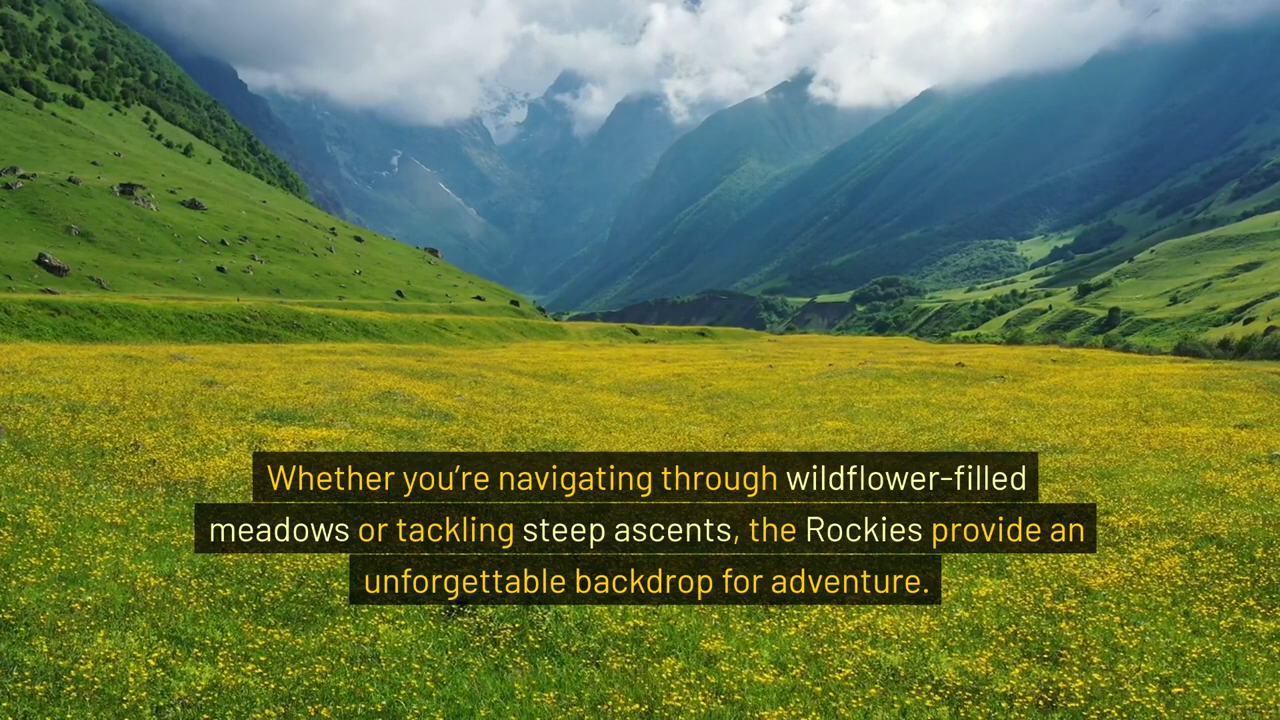 Whether you’re navigating through wildflower-filled
meadows or tackling steep ascents, the Rockies provide an
unforgettable backdrop for adventure.